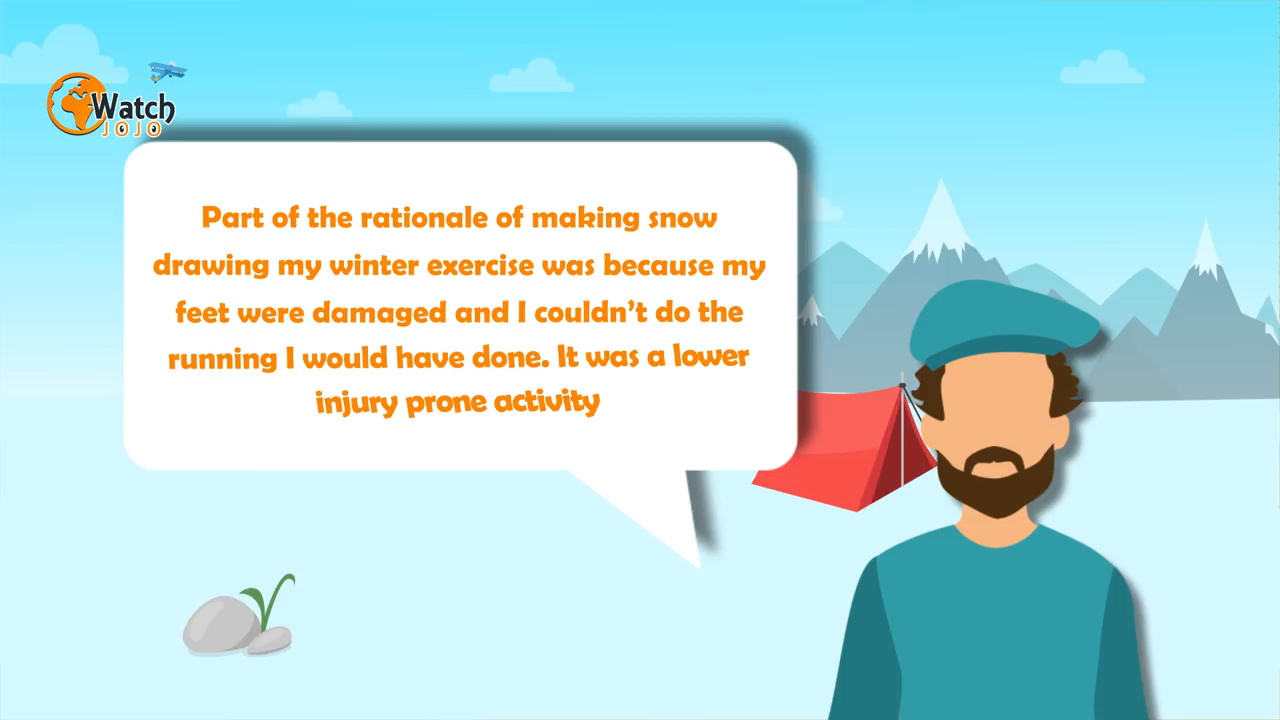 Watch
JOJO
Part of the rationale of making snow
drawing my winter exercise was because my
feet were damaged and I couldn’t do the
running I would have done. It was a lower
injury prone activity